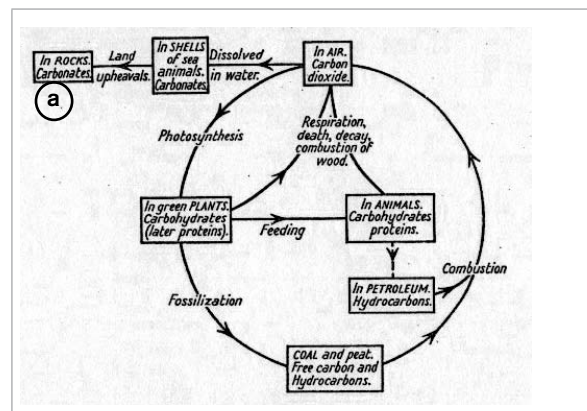 In ROCKS.
Carbonates.
Land
upheavals.
In SHELLS
of sea
animals.
Carbonates.
Dissolved
in water.
In AIR.
Carbon
dioxide.
a
Photosynthesis
Respiration,
death, decay,
combustion of
wood.
In green PLANTS.
Carbohydrates
(later proteins).
Feeding
In ANIMALS.
Carbohydrates
proteins.
In PETROLEUM.
Hydrocarbons.
Combustion
Fossilization
COAL and peat.
Free carbon and
Hydrocarbons.